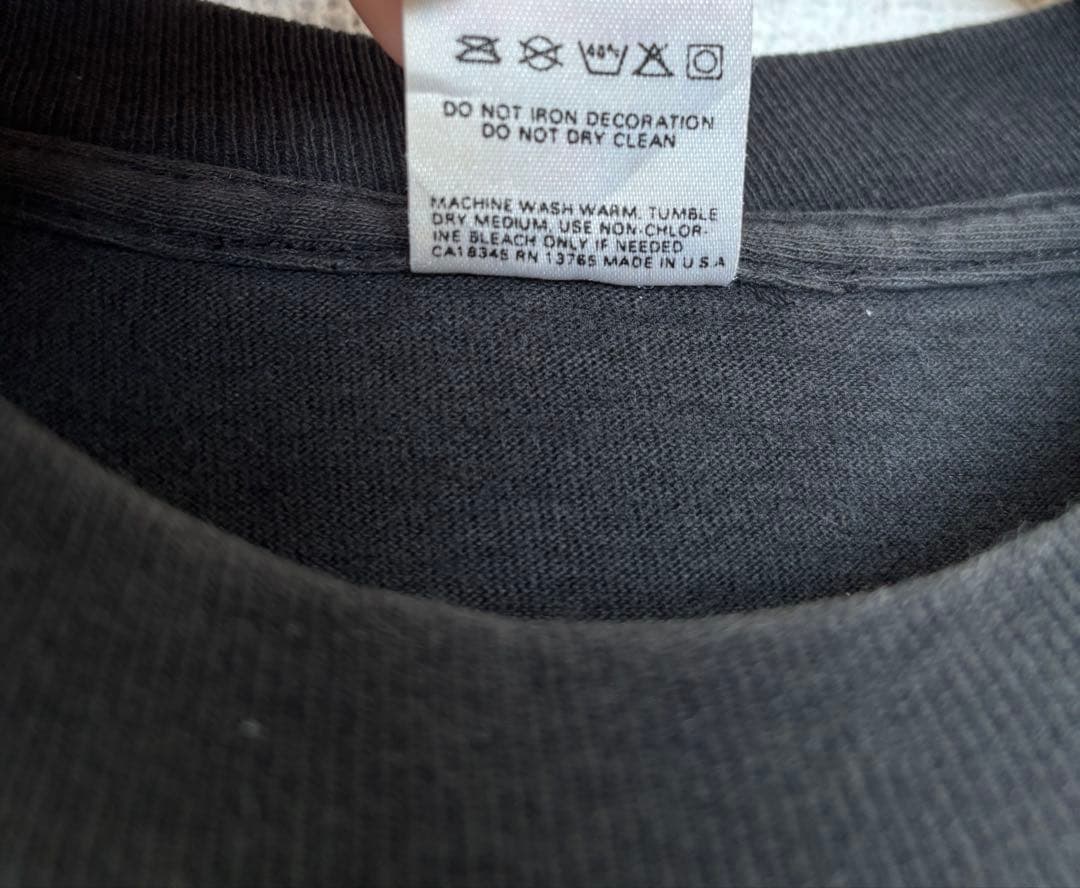 40°C
DO NOT IRON DECORATION
DO NOT DRY CLEAN
MACHINE WASH WARM. TUMBLE
DRY MEDIUM, USE NON-CHLOR-
INE BLEACH ONLY IF NEEDED
CA18345 RN 13765 MADE IN U S A